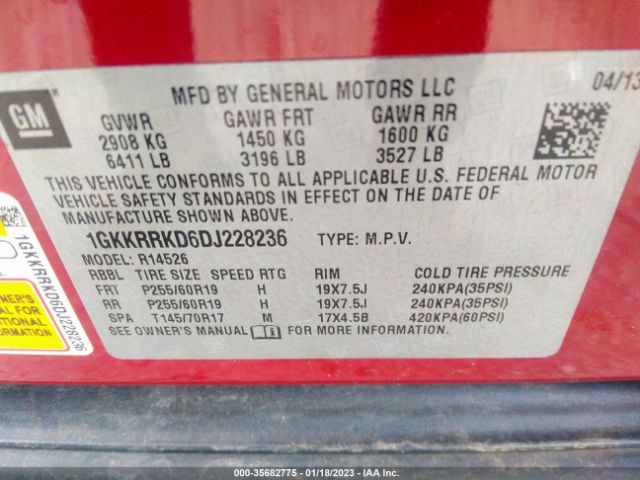 GM
MFD BY GENERAL MOTORS LLC
04/13
GVWR GAWR FRT GAWR RR
2908 KG 1450 KG 1600 KG
6411 LB 3196 LB 3527 LB
THIS VEHICLE CONFORMS TO ALL APPLICABLE U.S. FEDERAL MOTOR
VEHICLE SAFETY STANDARDS IN EFFECT ON THE DATE OF
MANUFACTURE SHOWN ABOVE.
1GKKRRKD6DJ228236 TYPE: M.P.V.
MODEL: R14526
RBBL TIRE SIZE SPEED RTG RIM COLD TIRE PRESSURE
FRT P255/60R19 H 19X7.5J 240KPA(35PSI)
RR P255/60R19 H 19X7.5J 240KPA(35PSI)
SPA T145/70R17 M 17X4.5B 420KPA(60PSI)
SEE OWNER'S MANUAL FOR MORE INFORMATION.
1GKKRRKD6DJ228236
OWNER'S
ADDITIONAL
INFORMATION
000-35682775 - 01/18/2023 - IAA Inc.